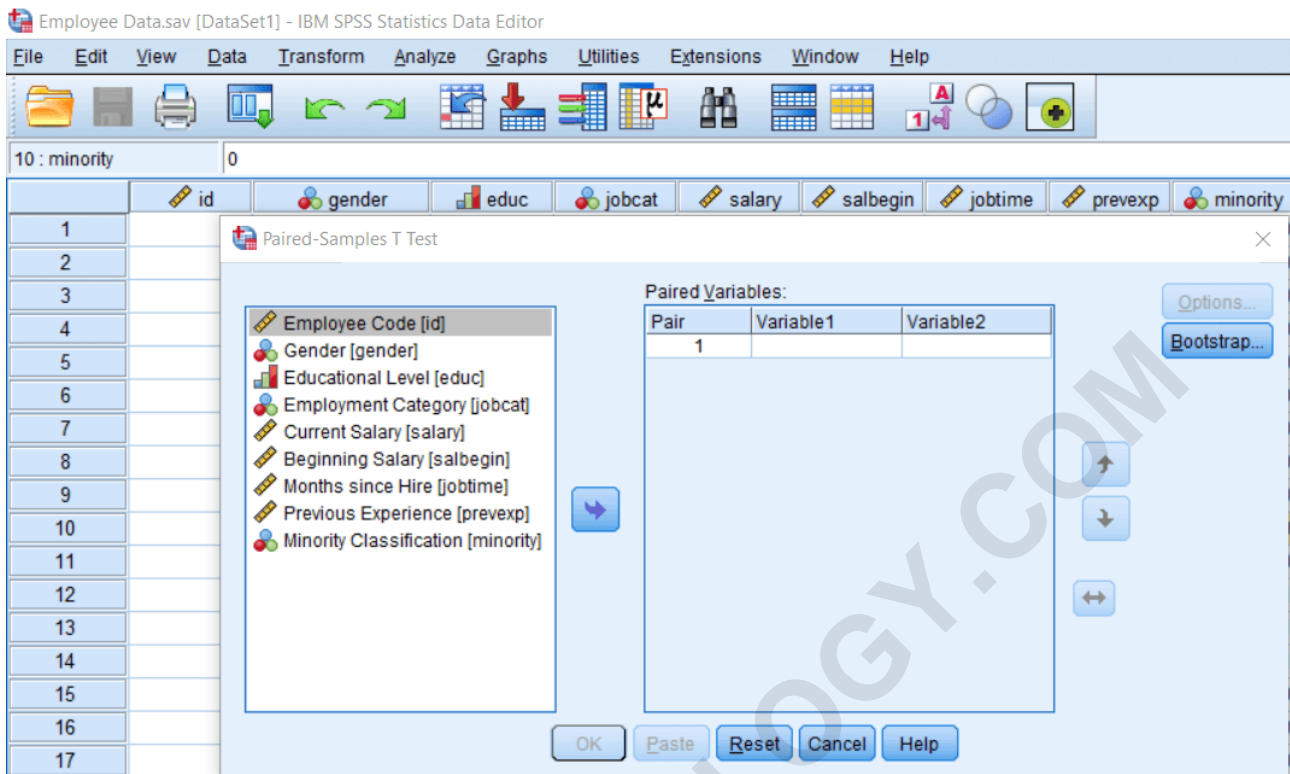 Employee Data.sav [DataSet1] - IBM SPSS Statistics Data Editor
File Edit View Data Transform Analyze Graphs Utilities Extensions Window Help
μ A 1
10 : minority 0
id gender educ jobcat salary salbegin jobtime prevexp minority
1
Paired-Samples T Test
2
3
Paired Variables:
Options...
4
Employee Code [id]
Pair Variable1 Variable2
Gender [gender]
1
Bootstrap...
5
Educational Level [educ]
6
Employment Category [jobcat]
7
Current Salary [salary]
8
Beginning Salary [salbegin]
9
Months since Hire [jobtime]
10
Previous Experience [prevexp]
11
Minority Classification [minority]
12
13
14
15
16
OK Paste Reset Cancel Help
17
OGY.COM